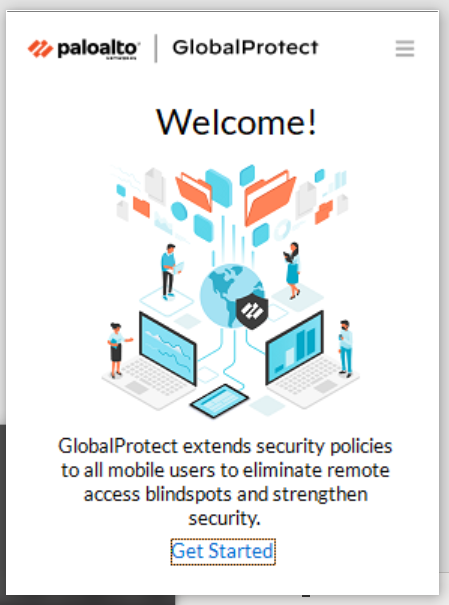 paloalto NETWORKS GlobalProtect
Welcome!
GlobalProtect extends security policies
to all mobile users to eliminate remote
access blindspots and strengthen
security.
Get Started